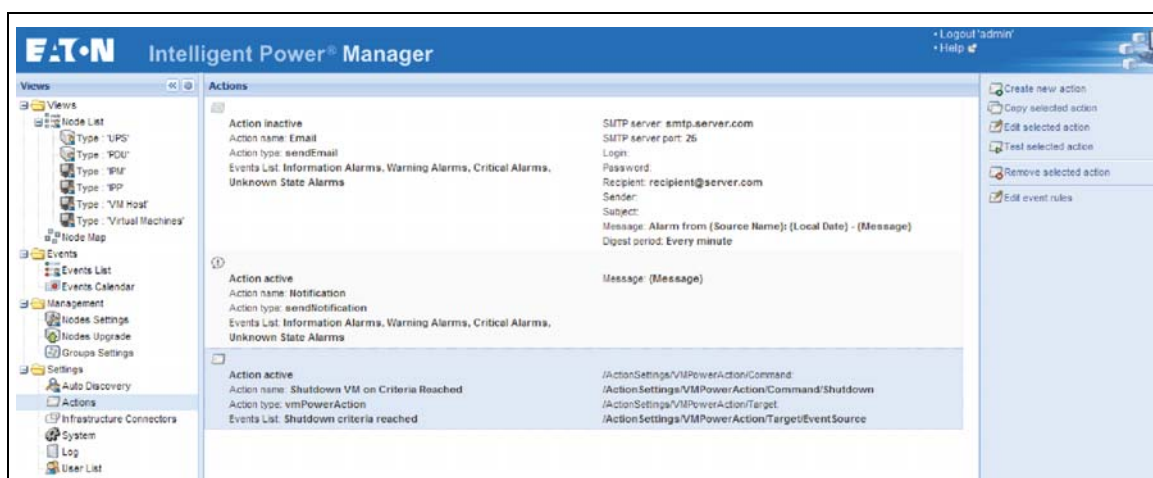 EATON Intelligent Power® Manager
• Logout 'admin'
• Help
Views
Views
Node List
Type : 'UPS'
Type : 'PDU'
Type : 'IPM'
Type : 'IPP'
Type : 'VM Host'
Type : 'Virtual Machines'
Node Map
Events
Events List
Events Calendar
Management
Nodes Settings
Nodes Upgrade
Groups Settings
Settings
Auto Discovery
Actions
Infrastructure Connectors
System
Log
User List
Actions
Action inactive
Action name: Email
Action type: sendEmail
Events List: Information Alarms, Warning Alarms, Critical Alarms,
Unknown State Alarms
SMTP server: smtp.server.com
SMTP server port: 25
Login:
Password:
Recipient: recipient@server.com
Sender:
Subject:
Message: Alarm from {Source Name}: {Local Date} - {Message}
Digest period: Every minute
Action active
Action name: Notification
Action type: sendNotification
Events List: Information Alarms, Warning Alarms, Critical Alarms,
Unknown State Alarms
Message: {Message}
Action active
Action name: Shutdown VM on Criteria Reached
Action type: vmPowerAction
Events List: Shutdown criteria reached
/ActionSettings/VMPowerAction/Command:
/ActionSettings/VMPowerAction/Command/Shutdown
/ActionSettings/VMPowerAction/Target:
/ActionSettings/VMPowerAction/Target/EventSource
Create new action
Copy selected action
Edit selected action
Test selected action
Remove selected action
Edit event rules